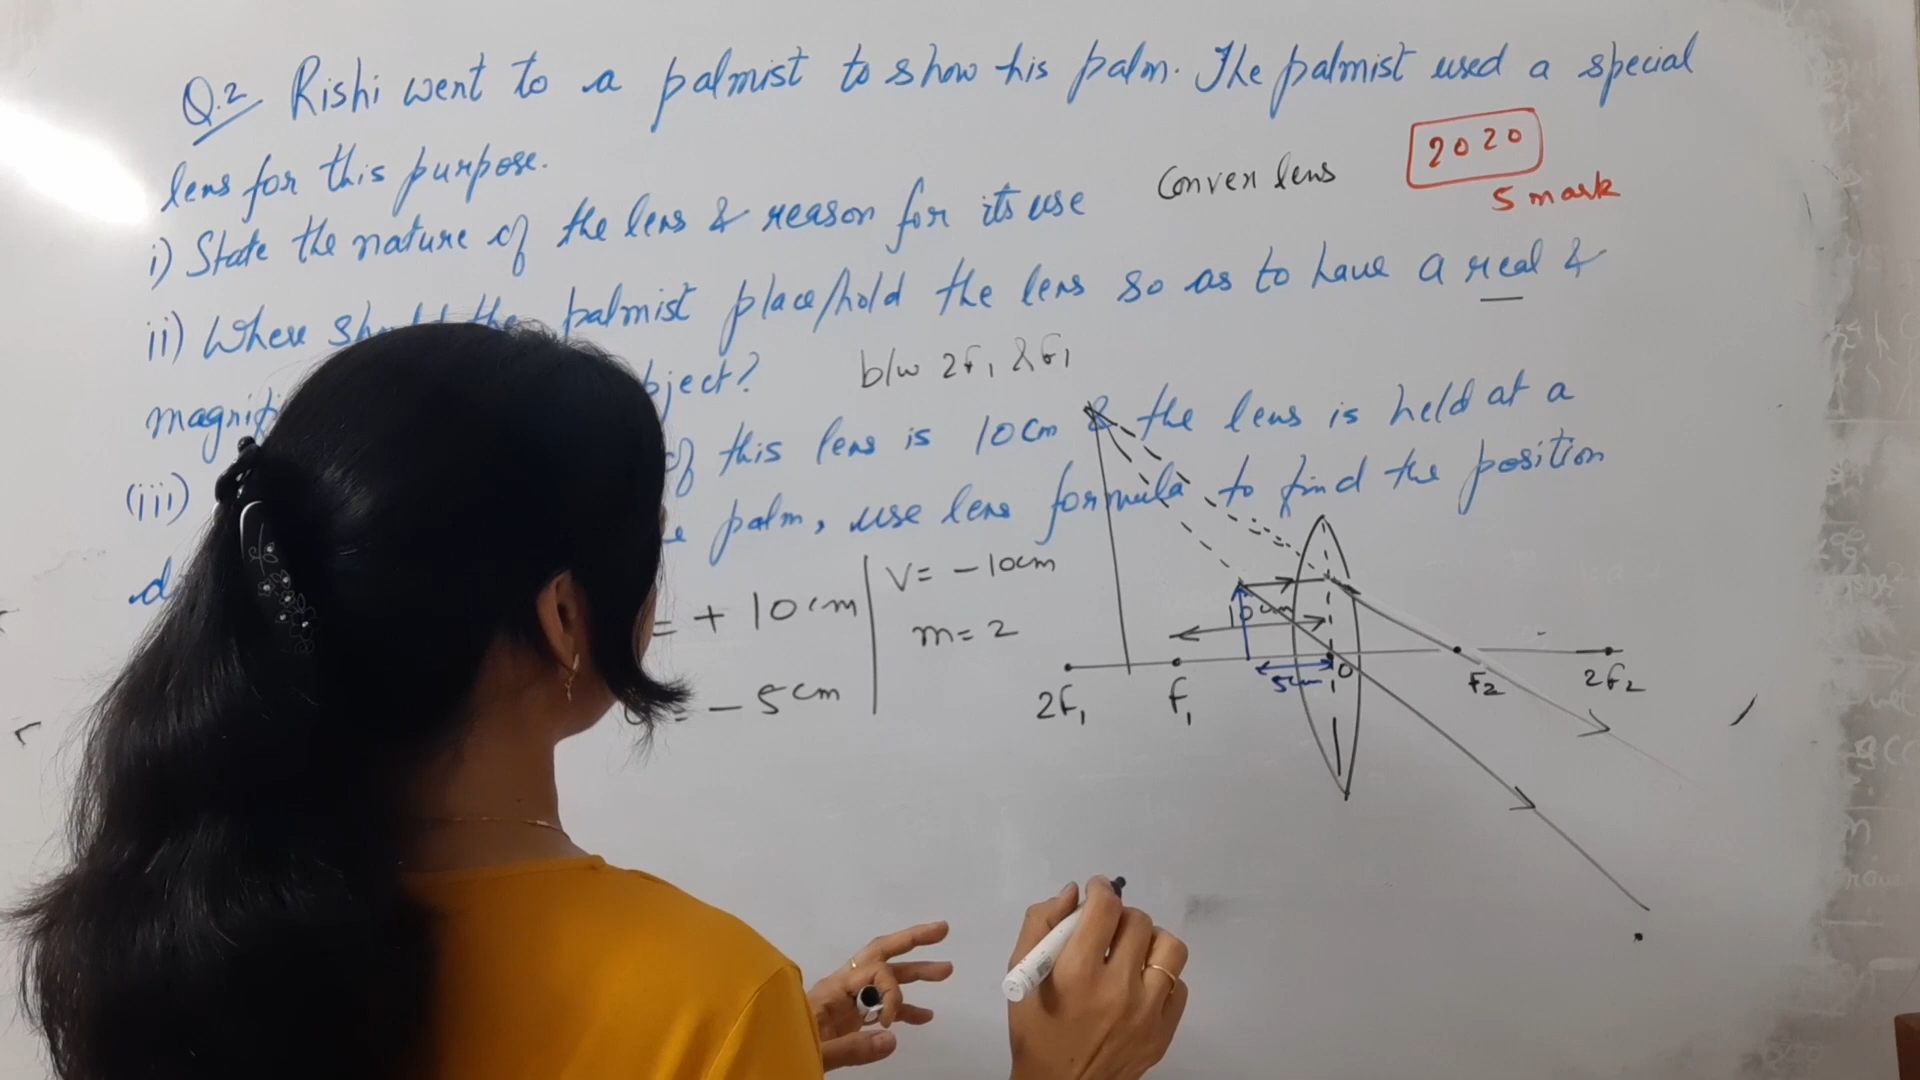 Q.2 Rishi went to a palmist to show his palm. The palmist used a special
lens for this purpose.
Convex lens
2020
5 mark
i) State the nature of the lens & reason for its use
ii) Where the palmist place/hold the lens so as to have a real &
object?
b/w 2F1 & F1
(iii) of this lens is 10cm & the lens is held at a
palm, use lens formula to find the position
= + 10cm
= - 5cm
V= - 10cm
m= 2
10cm
5cm
2F1 F1 O F2 2F2